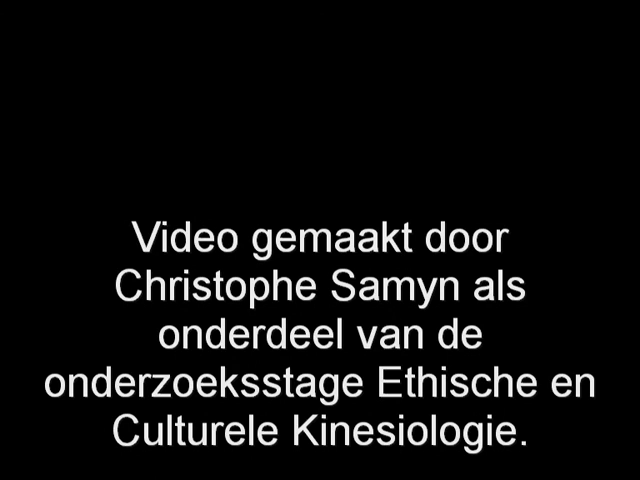 Video gemaakt door
Christophe Samyn als
onderdeel van de
onderzoeksstage Ethische en
Culturele Kinesiologie.